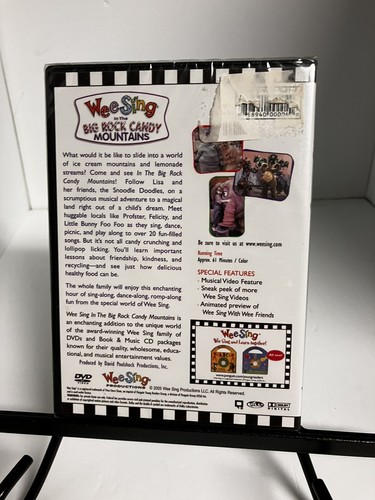 Wee Sing
in The
BIG ROCK CANDY
MOUNTAINS
What would it be like to slide into a world
of ice cream mountains and lemonade
streams? Come and see In The Big Rock
Candy Mountains! Follow Lisa and
her friends, the Snoodle Doodles, on a
scrumptious musical adventure to a magical
land right out of a child's dream. Meet
huggable locals like Profster, Felicity, and
Little Bunny Foo Foo as they sing, dance,
picnic, and play along to over 20 fun-filled
songs. But it's not all candy crunching and
lollipop licking. You'll learn important
lessons about friendship, kindness, and
recycling—and see just how delicious
healthy food can be.
The whole family will enjoy this enchanting
hour of sing-along, dance-along, romp-along
fun from the special world of Wee Sing.
Wee Sing In The Big Rock Candy Mountains is
an enchanting addition to the unique world
of the award-winning Wee Sing family of
DVDs and Book & Music CD packages
known for their quality, wholesome, educa-
tional, and musical entertainment values.
Produced by David Poulshock Productions, Inc.
Be sure to visit us at www.weesing.com
Running Time
Approx. 61 Minutes / Color
SPECIAL FEATURES
· Musical Video Feature
· Sneak peek of more
Wee Sing Videos
· Animated preview of
Wee Sing With Wee Friends
Wee Sing
DVD
VIDEO
Wee Sing
PRODUCTIONS
© 2005 Wee Sing Productions LLC. All Rights Reserved.
DOLBY
DIGITAL